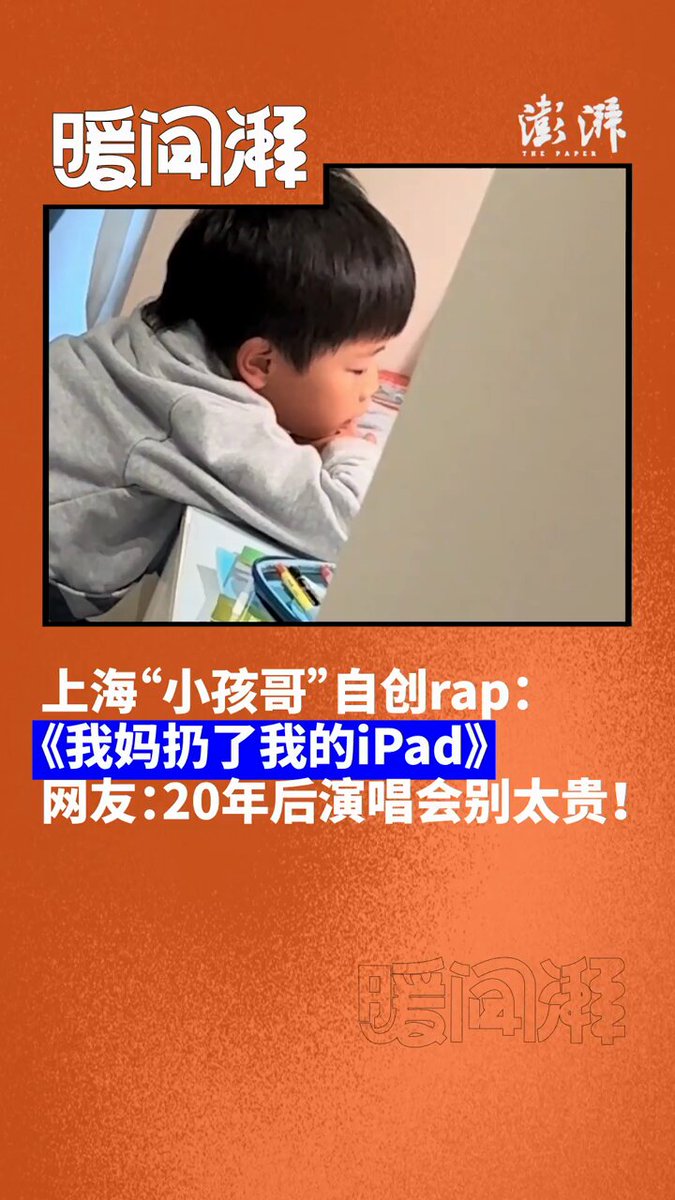 暖闻湃
澎湃
THE PAPER
上海“小孩哥”自创rap：
《我妈扔了我的iPad》
网友：20年后演唱会别太贵！
暖闻湃